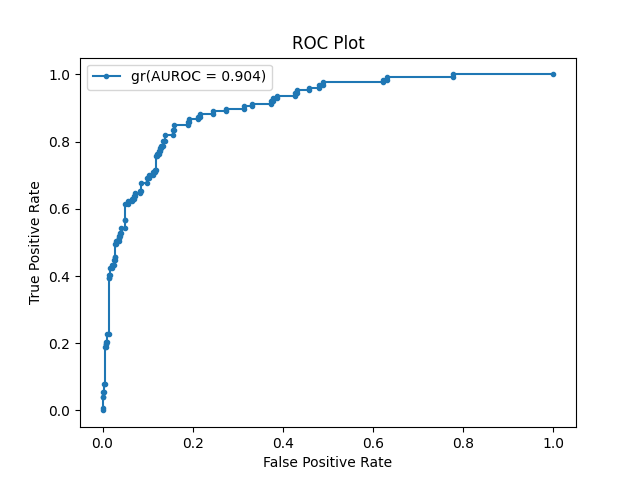 ROC Plot
gr(AUROC = 0.904)
1.0
0.8
0.6
0.4
0.2
0.0
True Positive Rate
0.0 0.2 0.4 0.6 0.8 1.0
False Positive Rate